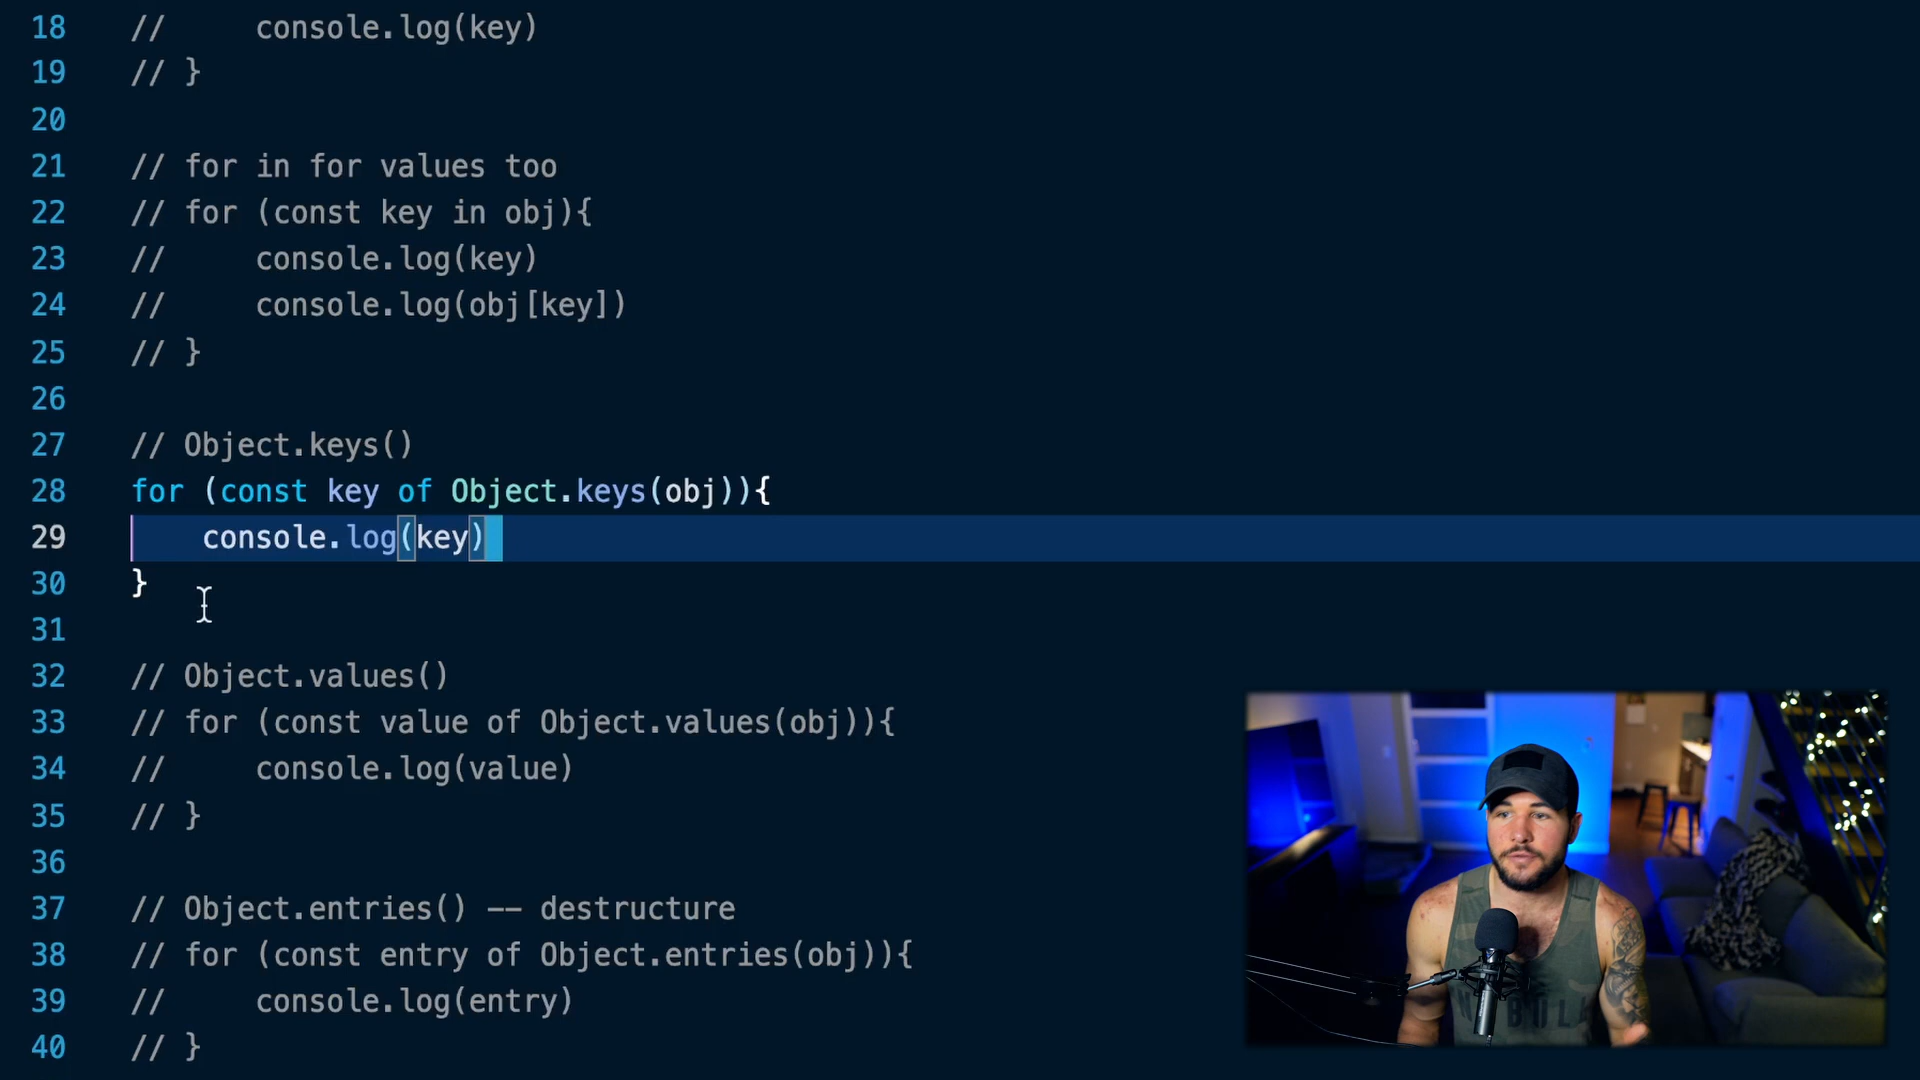 18 //     console.log(key)
19 // }
20
21 // for in for values too
22 // for (const key in obj){
23 //     console.log(key)
24 //     console.log(obj[key])
25 // }
26
27 // Object.keys()
28 for (const key of Object.keys(obj)){
29     console.log(key)
30 }
31
32 // Object.values()
33 // for (const value of Object.values(obj)){
34 //     console.log(value)
35 // }
36
37 // Object.entries() –– destructure
38 // for (const entry of Object.entries(obj)){
39 //     console.log(entry)
40 // }